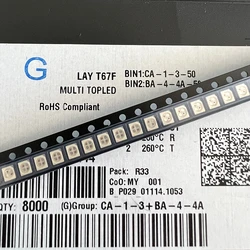 G
LAY T67F
MULTI TOPLED
RoHS Compliant
BIN1:CA-1-3-50
BIN2:BA-4-4A-50
260°C R
2 260°C T
Pack: R33
CoO:MY 001
B P029 01114.1053
QTY: 8000
(G)Group: CA-1-3+BA-4-4A